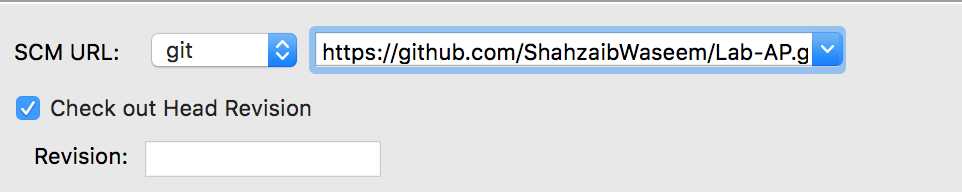 SCM URL: git https://github.com/ShahzaibWaseem/Lab-AP.g
Check out Head Revision
Revision: